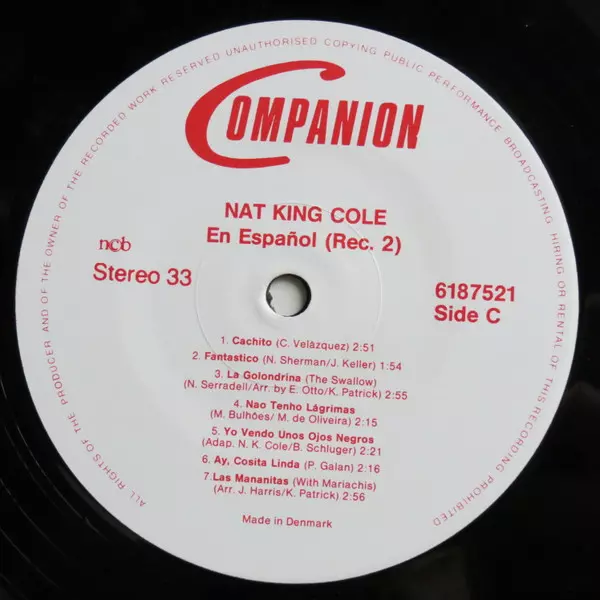 ALL RIGHTS OF THE PRODUCER AND OF THE OWNER OF THE RECORDED WORK RESERVED UNAUTHORISED COPYING PUBLIC PERFORMANCE BROADCASTING HIRING OR RENTAL OF THIS RECORDING PROHIBITED
COMPANION
NAT KING COLE
En Español (Rec. 2)
ncb
Stereo 33
6187521
Side C
1. Cachito (C. Velàzquez) 2:51
2. Fantastico (N. Sherman/J. Keller) 1:54
3. La Golondrina (The Swallow)
(N. Serradell/Arr. by E. Otto/K. Patrick) 2:55
4. Nao Tenho Lágrimas
(M. Bulhões/ M. de Oliveira) 2:15
5. Yo Vendo Unos Ojos Negros
(Adap. N. K. Cole/B. Schluger) 2:21
6. Ay, Cosita Linda (P. Galan) 2:16
7.Las Mananitas (With Mariachis)
(Arr. J. Harris/K. Patrick) 2:56
Made in Denmark